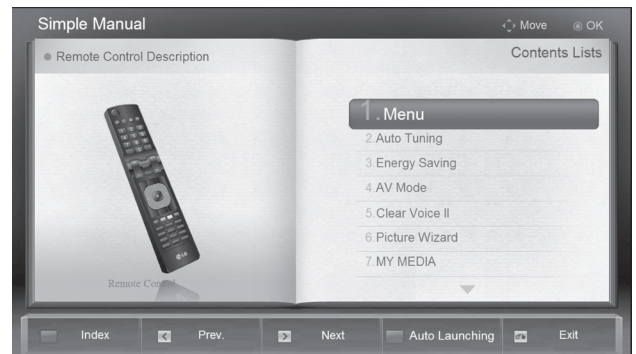 Simple Manual
Move
OK
Remote Control Description
Contents Lists
1. Menu
2. Auto Tuning
3. Energy Saving
4. AV Mode
5. Clear Voice II
6. Picture Wizard
7. MY MEDIA
LG
Remote Control
Index
Prev.
Next
Auto Launching
Exit